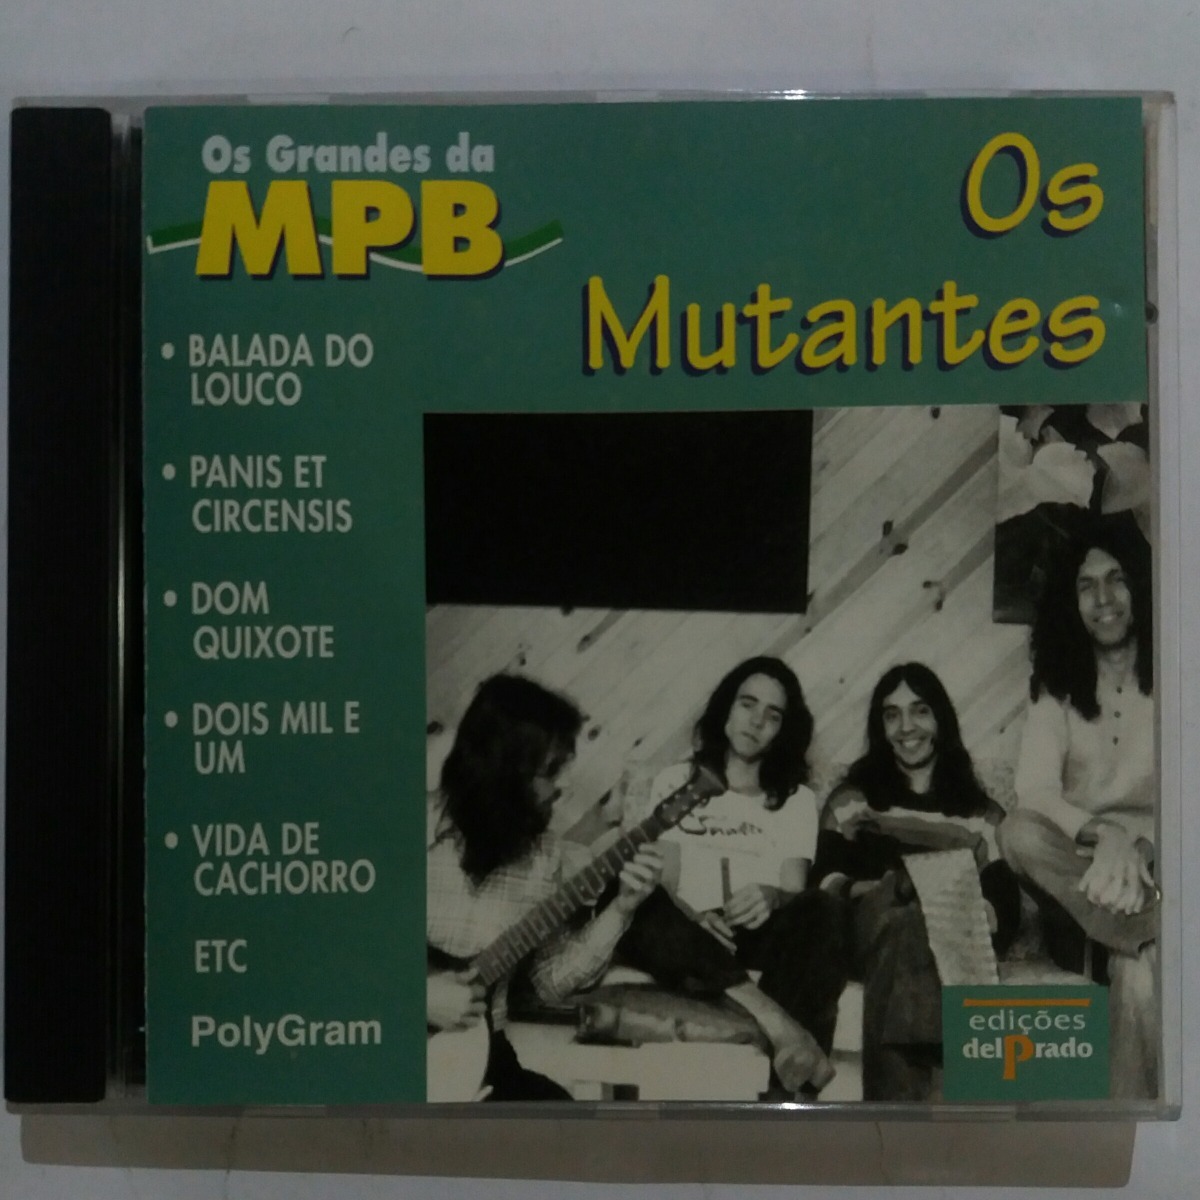 Os Grandes da
MPB
Os
Mutantes
• BALADA DO
LOUCO
• PANIS ET
CIRCENSIS
• DOM
QUIXOTE
• DOIS MIL E
UM
• VIDA DE
CACHORRO
ETC
PolyGram
edições
delPrado